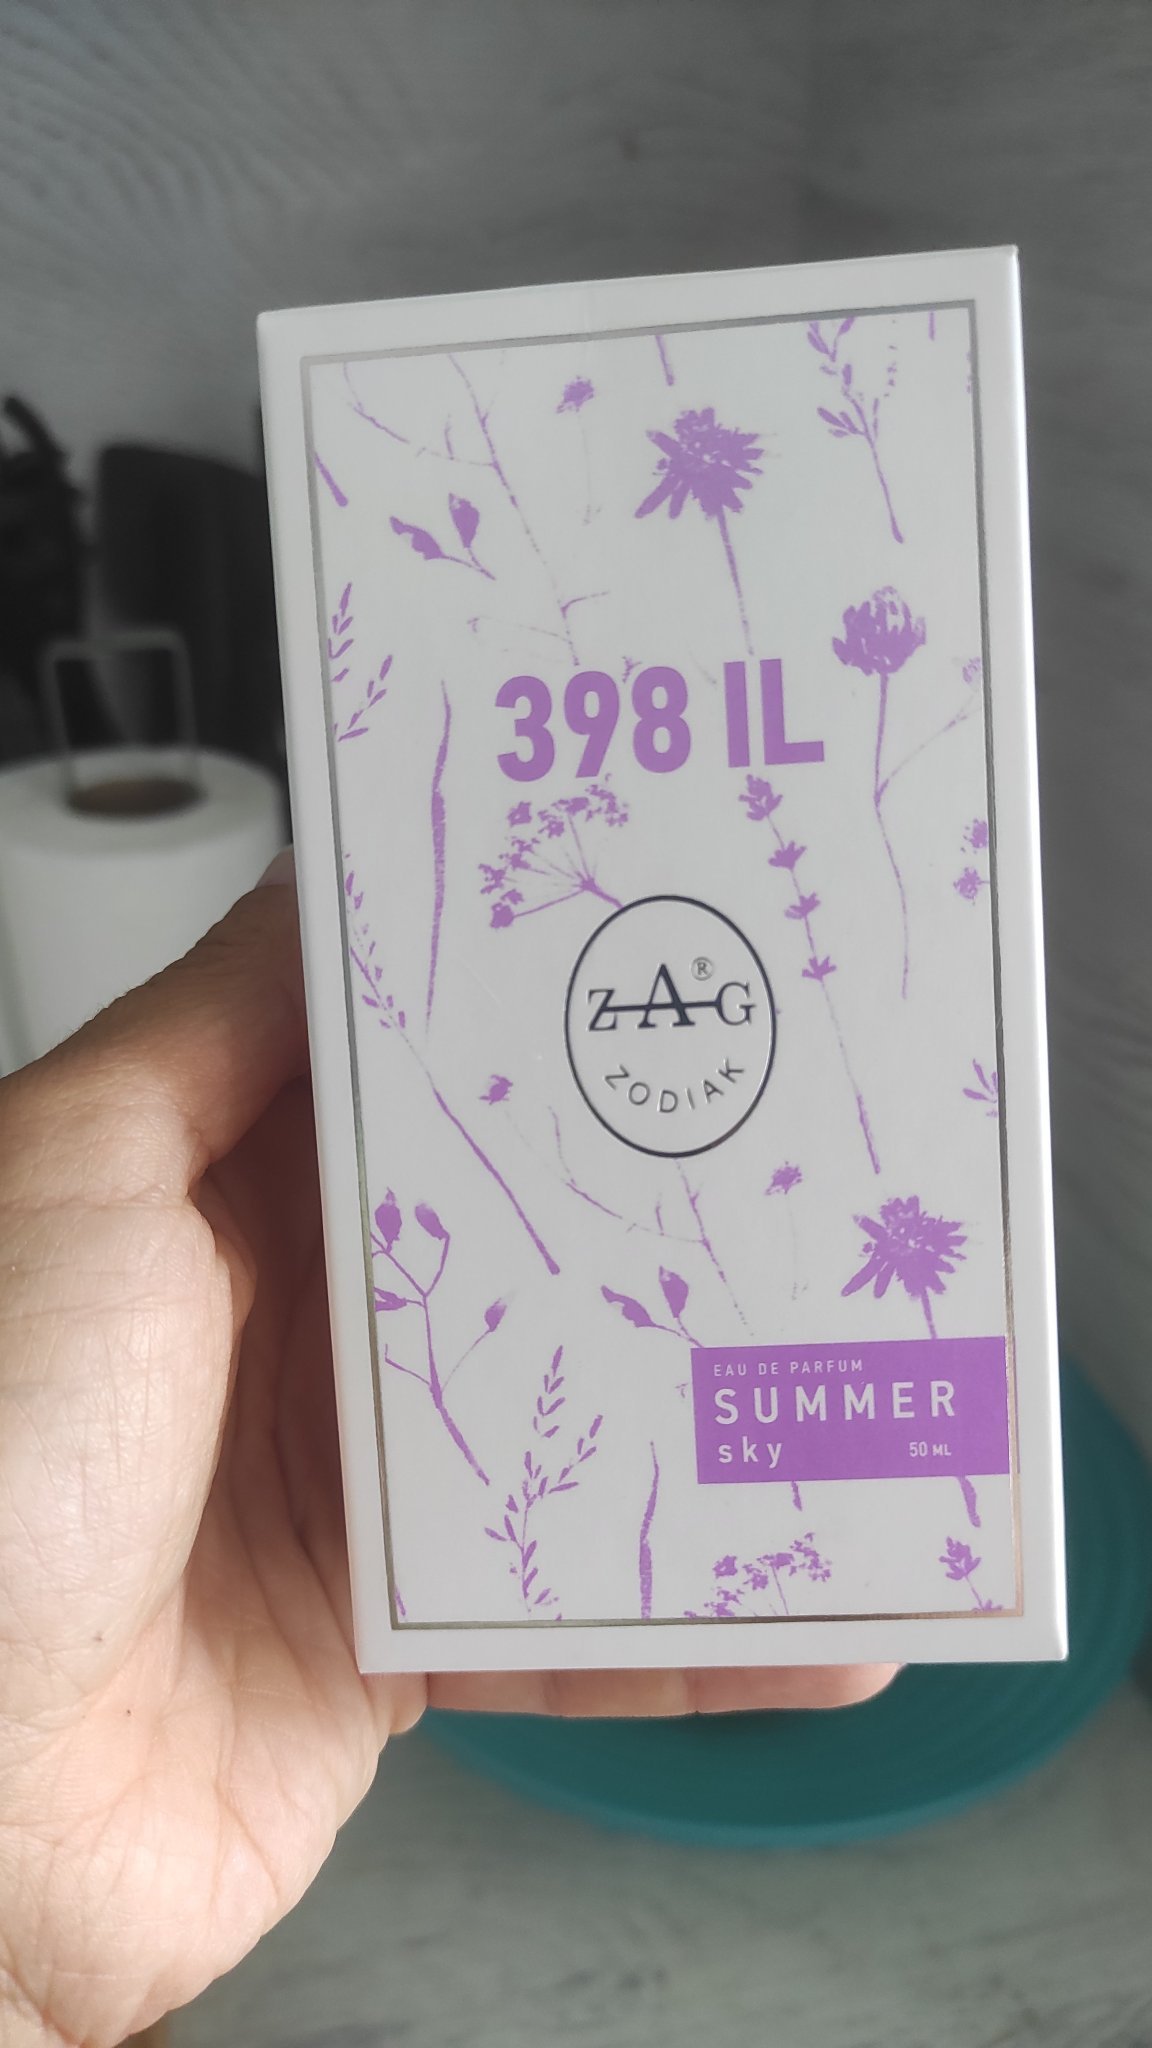 398 IL
ZAG®
ZODIAK
EAU DE PARFUM
SUMMER
sky 50 ML